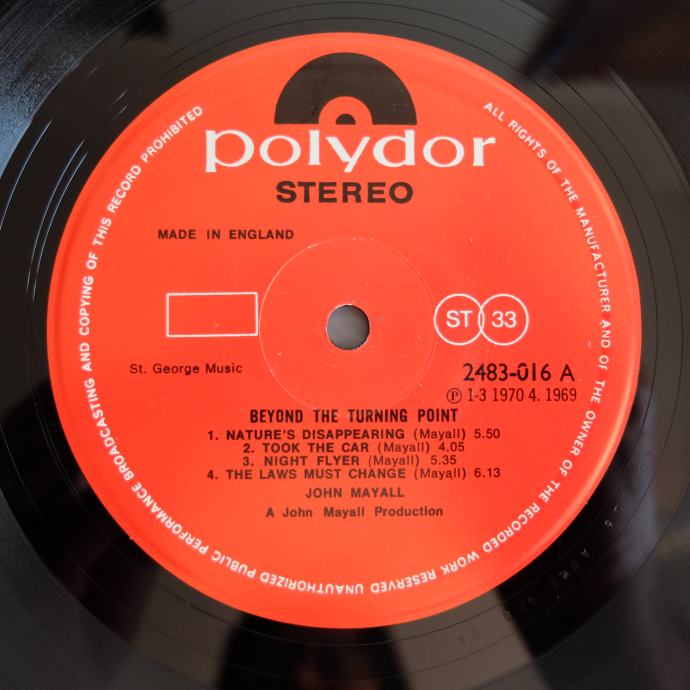 polydor
STEREO
MADE IN ENGLAND
ST 33
St. George Music
2483-016 A
Ⓟ 1-3 1970 4. 1969
BEYOND THE TURNING POINT
1. NATURE'S DISAPPEARING (Mayall) 5.50
2. TOOK THE CAR (Mayall) 4.05
3. NIGHT FLYER (Mayall) 5.35
4. THE LAWS MUST CHANGE (Mayall) 6.13
JOHN MAYALL
A John Mayall Production
ALL RIGHTS OF THE MANUFACTURER AND OF THE OWNER OF THE RECORDED WORK RESERVED UNAUTHORIZED PUBLIC PERFORMANCE BROADCASTING AND COPYING OF THIS RECORD PROHIBITED